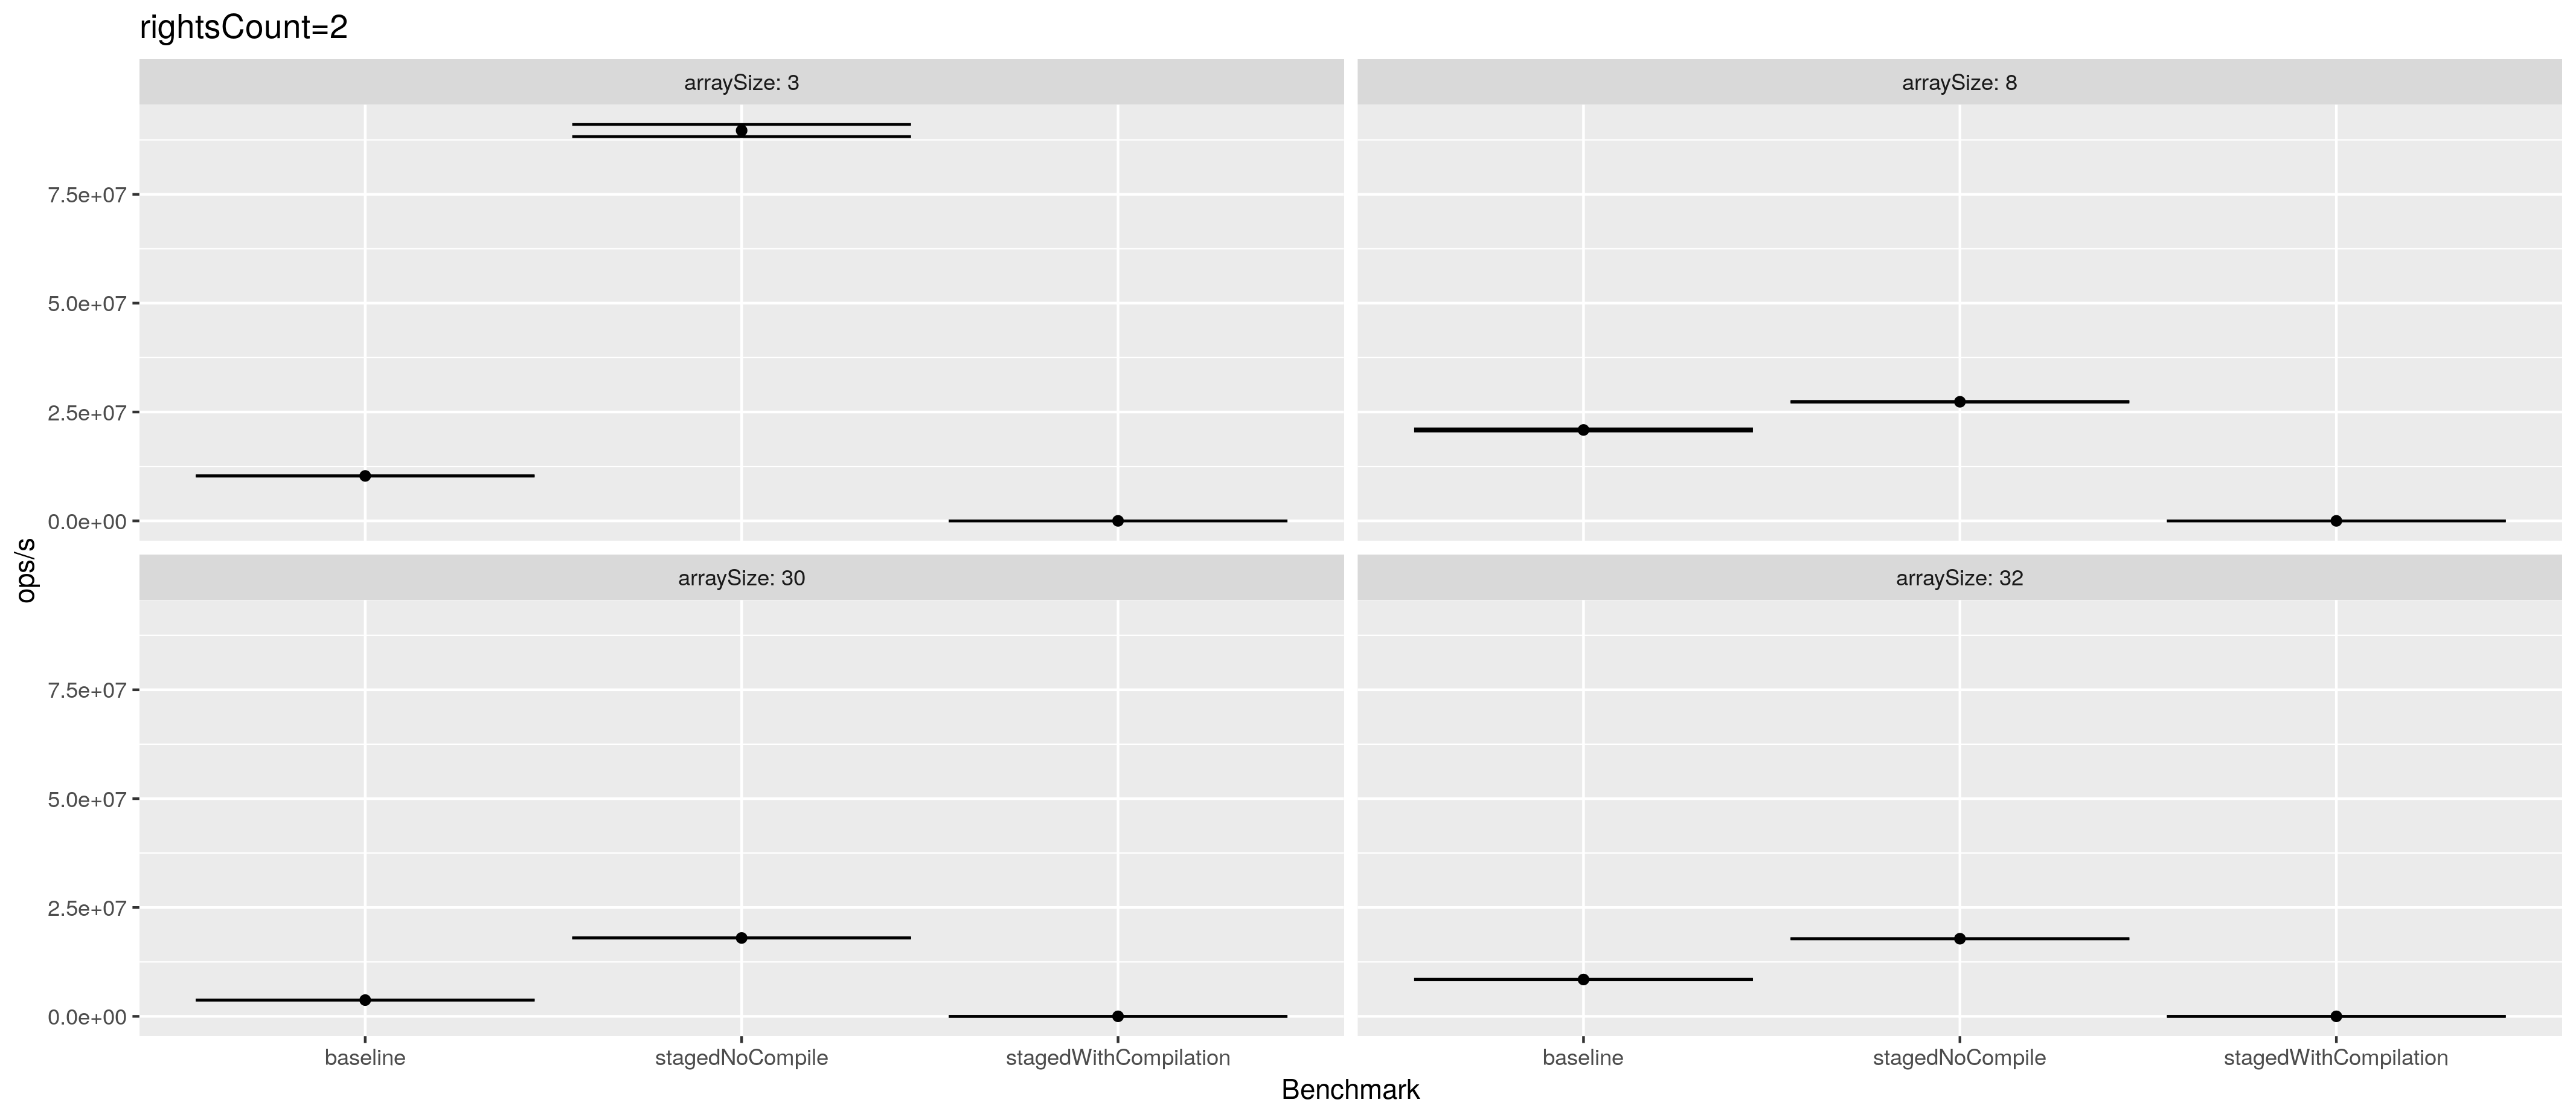 rightsCount=2
arraySize: 3
arraySize: 8
7.5e+07
5.0e+07
2.5e+07
0.0e+00
arraySize: 30
arraySize: 32
7.5e+07
5.0e+07
2.5e+07
0.0e+00
ops/s
baseline
stagedNoCompile
stagedWithCompilation
baseline
stagedNoCompile
stagedWithCompilation
Benchmark